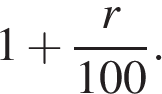 1 + r/100.